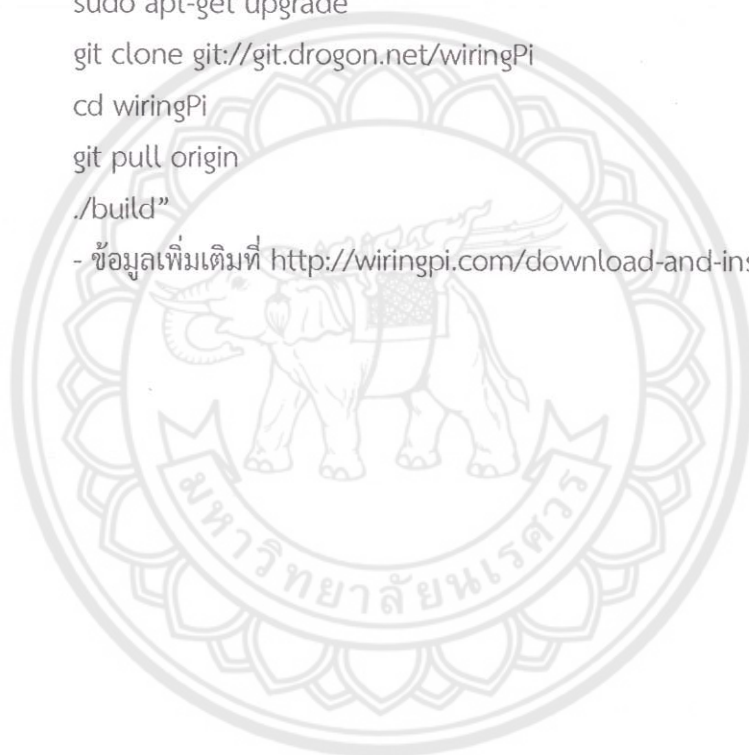 sudo apt-get upgrade
git clone git://git.drogon.net/wiringPi
cd wiringPi
git pull origin
./build”
- ข้อมูลเพิ่มเติมที่ http://wiringpi.com/download-and-ins
มหาวิทยาลัยนเรศวร